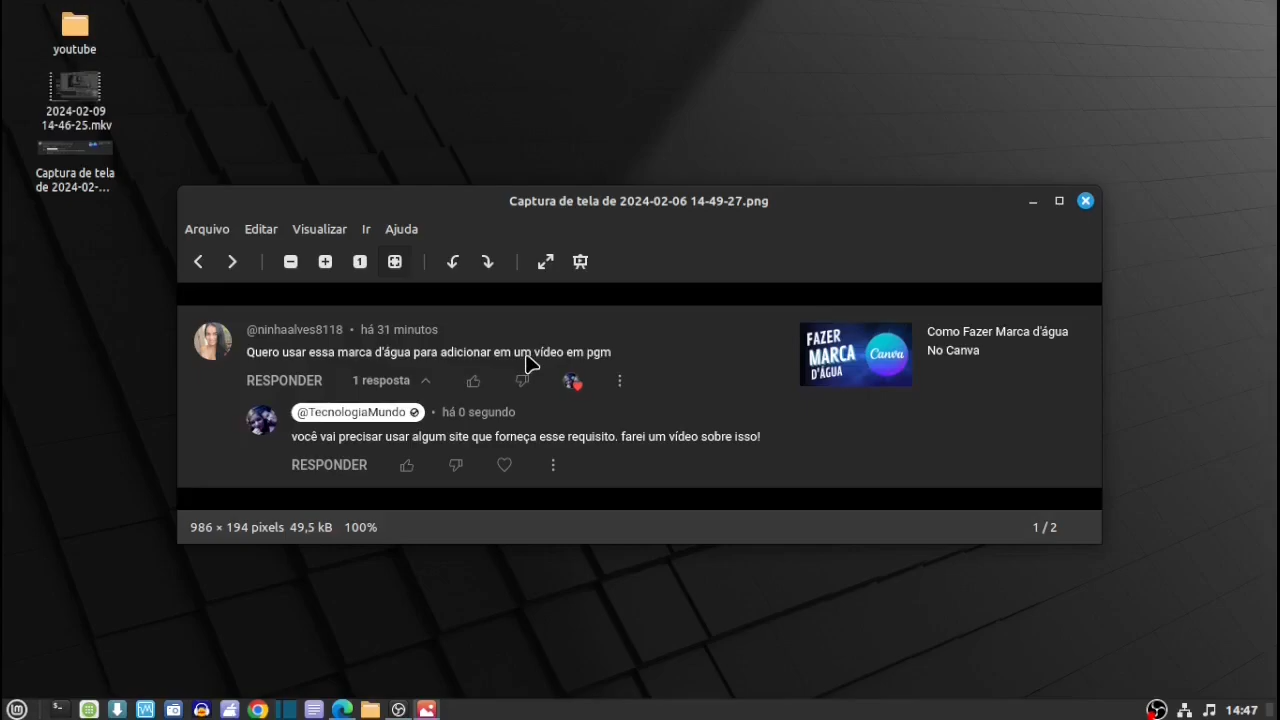 youtube
2024-02-09
14-46-25.mkv
Captura de tela
de 2024-02-...
Captura de tela de 2024-02-06 14-49-27.png
Arquivo Editar Visualizar Ir Ajuda
1
@ninhaalves8118 • há 31 minutos
Quero usar essa marca d'água para adicionar em um vídeo em pgm
RESPONDER 1 resposta
@TecnologiaMundo • há 0 segundo
você vai precisar usar algum site que forneça esse requisito. farei um vídeo sobre isso!
RESPONDER
FAZER
MARCA
D'ÁGUA
Canva
Como Fazer Marca d'água
No Canva
986 × 194 pixels 49,5 kB 100%
1 / 2
14:47